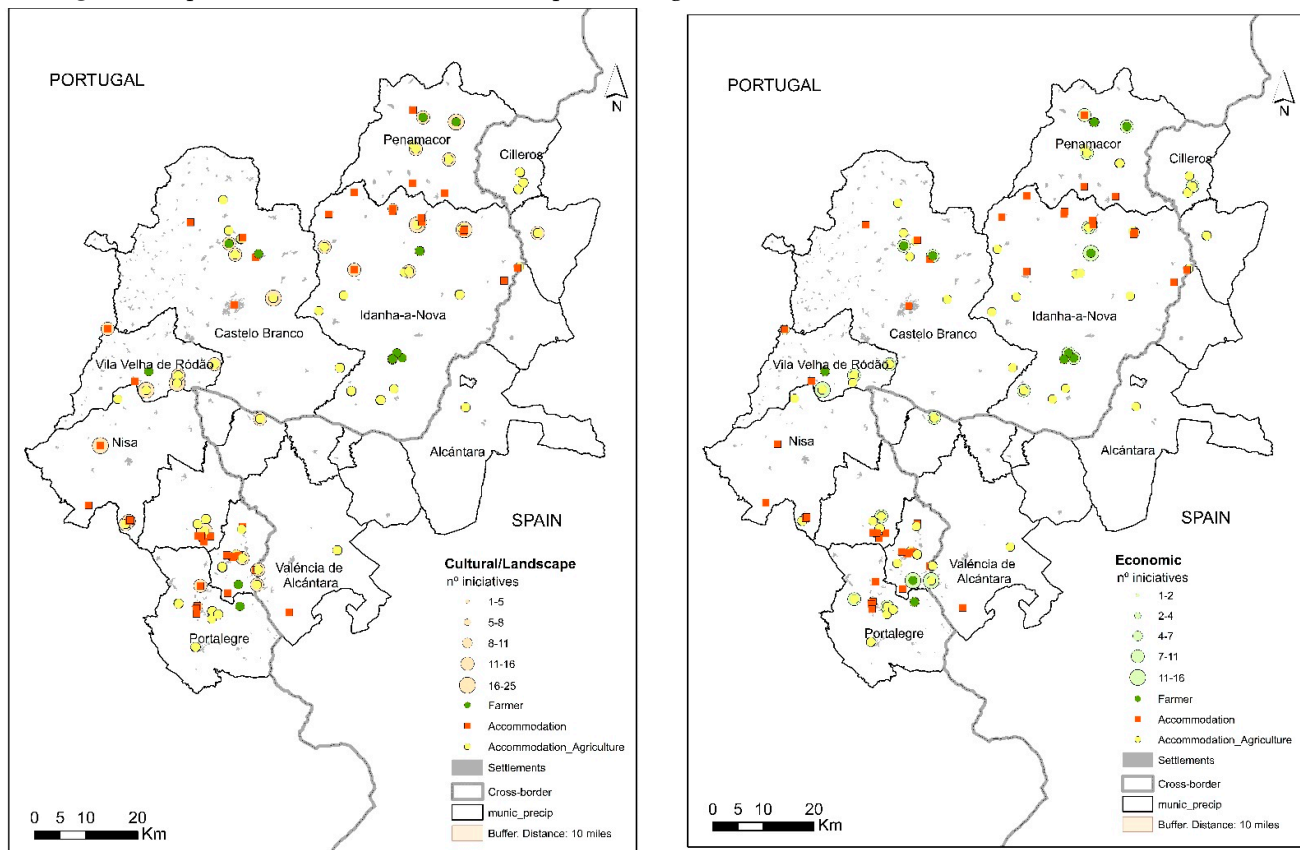 PORTUGAL
N
Penamacor
Cilleros
Idanha-a-Nova
Castelo Branco
Vila Velha de Ródão
Nisa
Alcántara
SPAIN
Valéncia de
Alcántara
Portalegre
Cultural/Landscape
nº iniciatives
1-5
5-8
8-11
11-16
16-25
Farmer
Accommodation
Accommodation_Agriculture
Settlements
Cross-border
munic_precip
Buffer. Distance: 10 miles
0 5 10 20
Km
PORTUGAL
N
Penamacor
Cilleros
Idanha-a-Nova
Castelo Branco
Vila Velha de Ródão
Nisa
Alcántara
SPAIN
Valéncia de
Alcántara
Portalegre
Economic
nº iniciatives
1-2
2-4
4-7
7-11
11-16
Farmer
Accommodation
Accommodation_Agriculture
Settlements
Cross-border
munic_precip
Buffer. Distance: 10 miles
0 5 10 20
Km